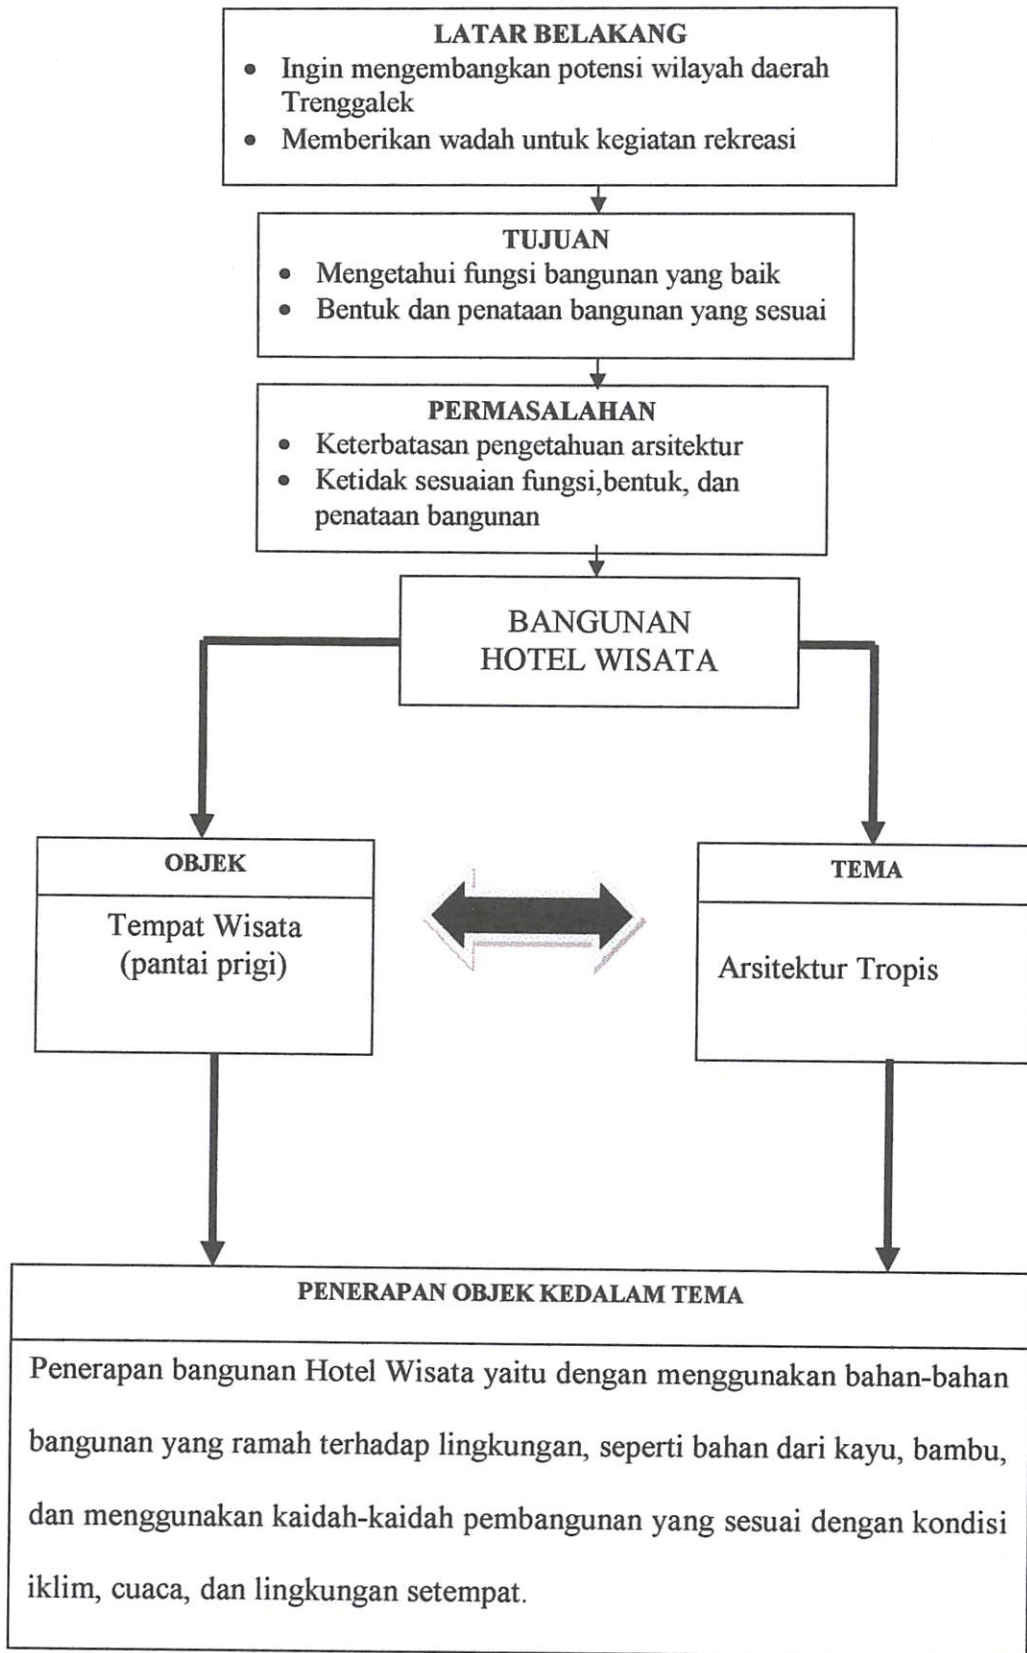 LATAR BELAKANG
• Ingin mengembangkan potensi wilayah daerah
Trenggalek
• Memberikan wadah untuk kegiatan rekreasi
TUJUAN
• Mengetahui fungsi bangunan yang baik
• Bentuk dan penataan bangunan yang sesuai
PERMASALAHAN
• Keterbatasan pengetahuan arsitektur
• Ketidak sesuaian fungsi,bentuk, dan
penataan bangunan
BANGUNAN
HOTEL WISATA
OBJEK
Tempat Wisata
(pantai prigi)
TEMA
Arsitektur Tropis
PENERAPAN OBJEK KEDALAM TEMA
Penerapan bangunan Hotel Wisata yaitu dengan menggunakan bahan-bahan
bangunan yang ramah terhadap lingkungan, seperti bahan dari kayu, bambu,
dan menggunakan kaidah-kaidah pembangunan yang sesuai dengan kondisi
iklim, cuaca, dan lingkungan setempat.